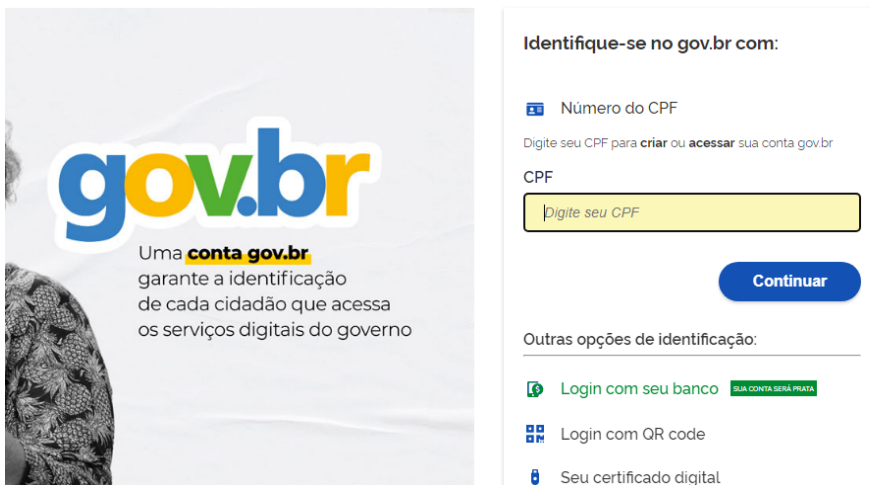 gov.br
Uma conta gov.br
garante a identificação
de cada cidadão que acessa
os serviços digitais do governo
Identifique-se no gov.br com:
Número do CPF
Digite seu CPF para criar ou acessar sua conta gov.br
CPF
Digite seu CPF
Continuar
Outras opções de identificação:
Login com seu banco SUA CONTA SERÁ PRATA
Login com QR code
Seu certificado digital